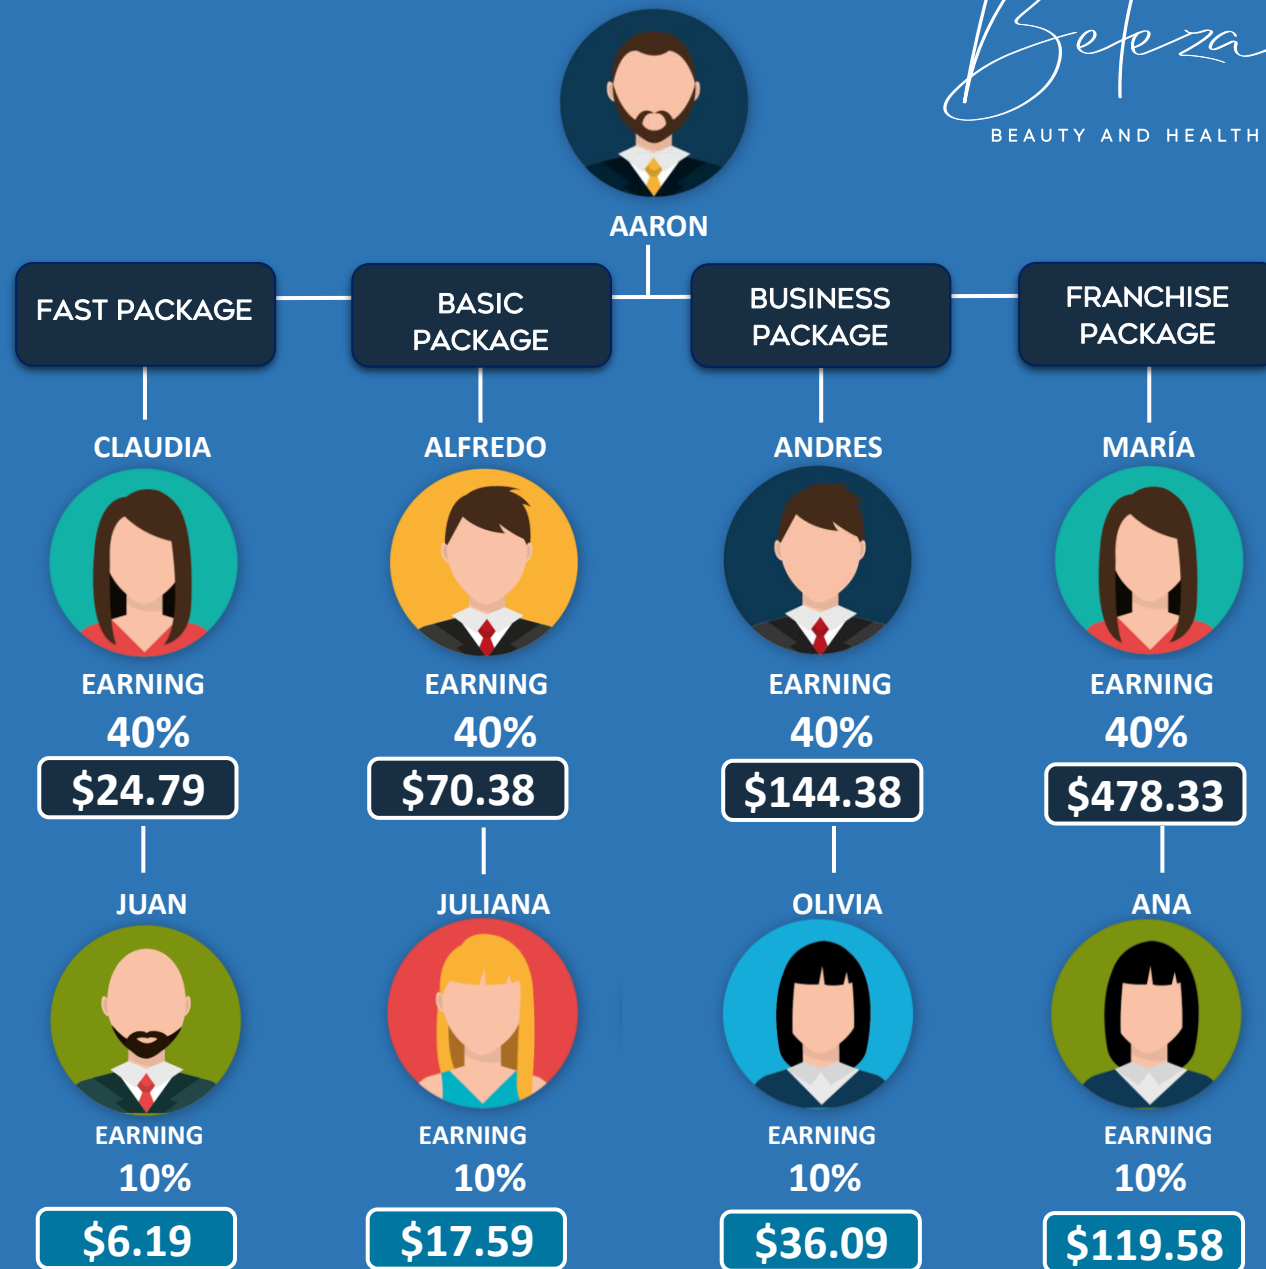 Beleza
BEAUTY AND HEALTH
AARON
FAST PACKAGE
BASIC
PACKAGE
BUSINESS
PACKAGE
FRANCHISE
PACKAGE
CLAUDIA
ALFREDO
ANDRES
MARÍA
EARNING
40%
$24.79
EARNING
40%
$70.38
EARNING
40%
$144.38
EARNING
40%
$478.33
JUAN
JULIANA
OLIVIA
ANA
EARNING
10%
$6.19
EARNING
10%
$17.59
EARNING
10%
$36.09
EARNING
10%
$119.58